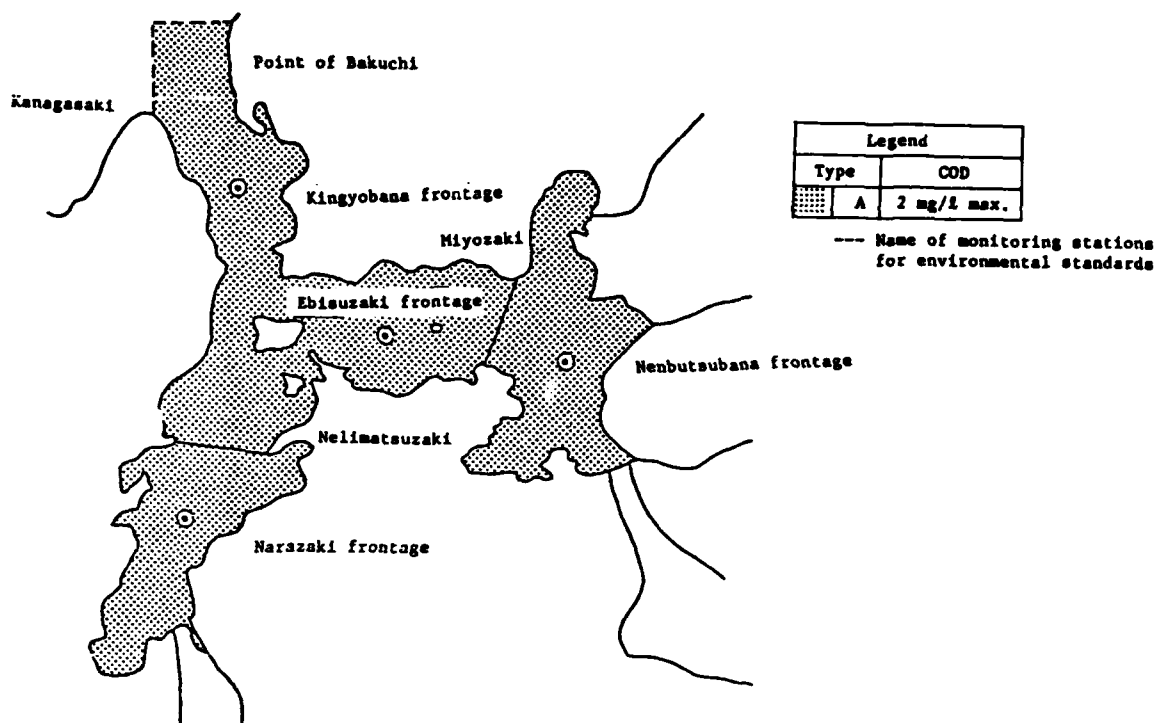 Point of Bakuchi
Kanagasaki
Kingyobana frontage
Miyozaki
Ebisuzaki frontage
Nenbutsubana frontage
Nelimatsuzaki
Narszaki frontage
Legend
Type COD
A 2 mg/ℓ max.
--- Name of monitoring stations
for environmental standards